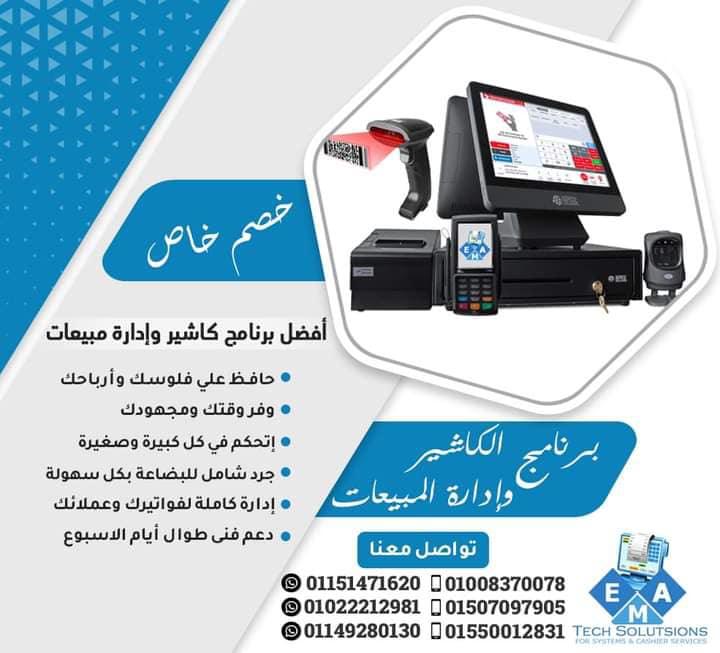 خصم خاص
أفضل برنامج كاشير وإدارة مبيعات
حافظ علي فلوسك وأرباحك
وفر وقتك ومجهودك
إتحكم في كل كبيرة وصغيرة
جرد شامل للبضاعة بكل سهولة
إدارة كاملة لفواتيرك وعملائك
دعم فنى طوال أيام الاسبوع
برنامج الكاشير
وإدارة المبيعات
تواصل معنا
01151471620 01008370078
01022212981 01507097905
01149280130 01550012831
E M A
TECH SOLUTSIONS
FOR SYSTEMS & CASHIER SERVICES
E M A